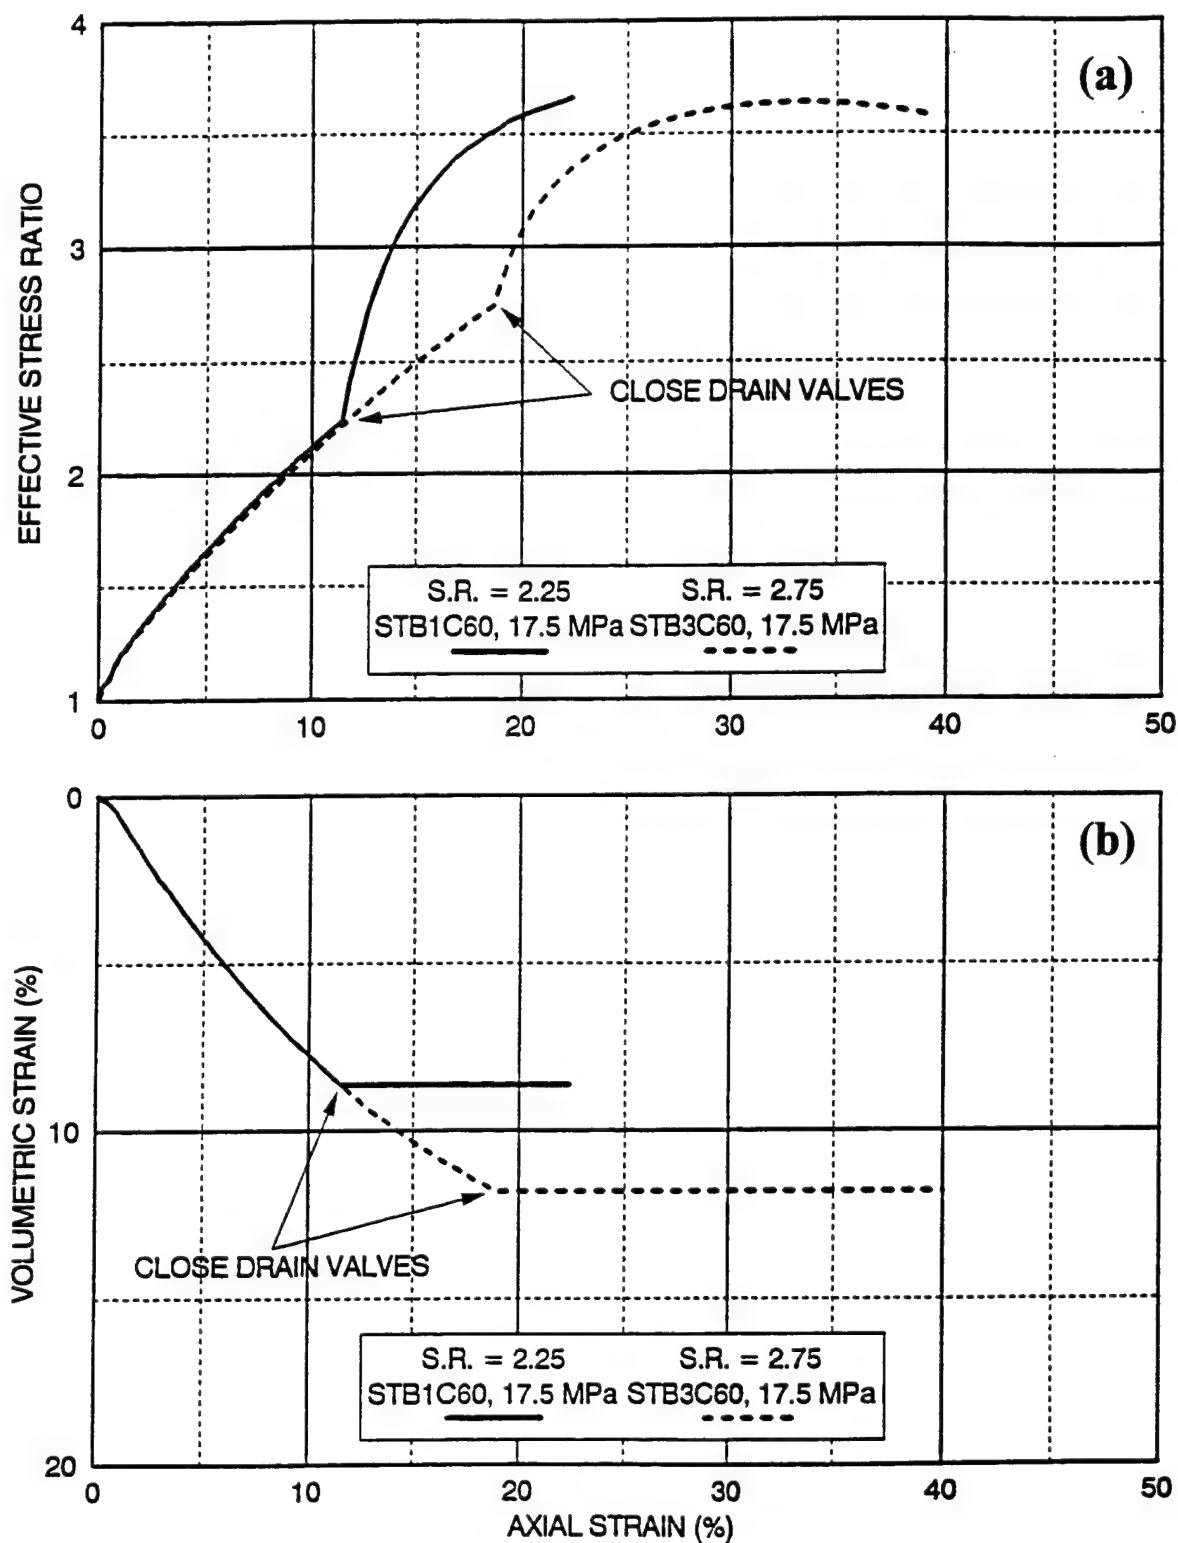 4
(a)
3
2
1
EFFECTIVE STRESS RATIO
CLOSE DRAIN VALVES
S.R. = 2.25 S.R. = 2.75
STB1C60, 17.5 MPa STB3C60, 17.5 MPa
0 10 20 30 40 50
0
(b)
10
20
VOLUMETRIC STRAIN (%)
CLOSE DRAIN VALVES
S.R. = 2.25 S.R. = 2.75
STB1C60, 17.5 MPa STB3C60, 17.5 MPa
0 10 20 30 40 50
AXIAL STRAIN (%)